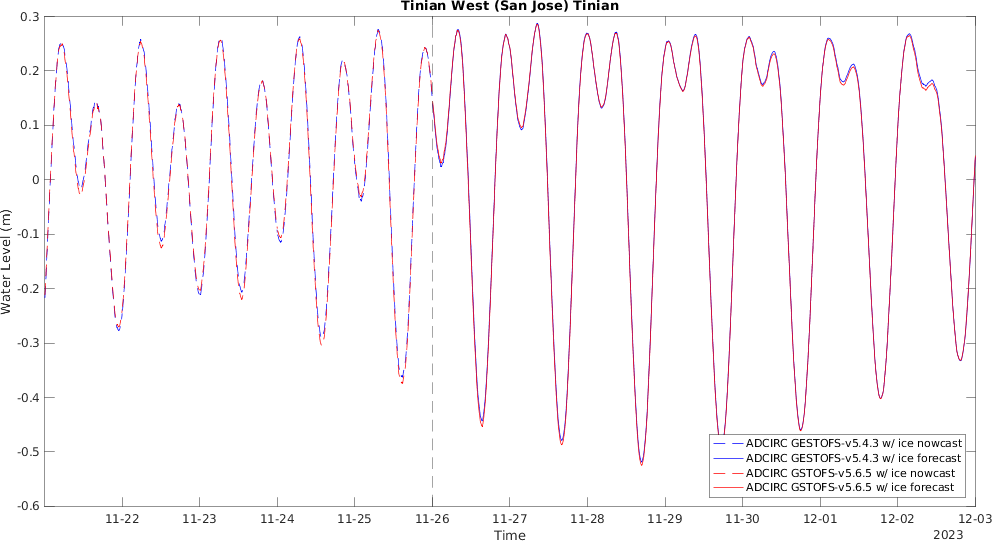 Tinian West (San Jose) Tinian
Water Level (m)
0.3
0.2
0.1
0
-0.1
-0.2
-0.3
-0.4
-0.5
-0.6
ADCIRC GESTOFS-v5.4.3 w/ ice nowcast
ADCIRC GESTOFS-v5.4.3 w/ ice forecast
ADCIRC GSTOFS-v5.6.5 w/ ice nowcast
ADCIRC GSTOFS-v5.6.5 w/ ice forecast
11-22 11-23 11-24 11-25 11-26 11-27 11-28 11-29 11-30 12-01 12-02 12-03
Time
2023